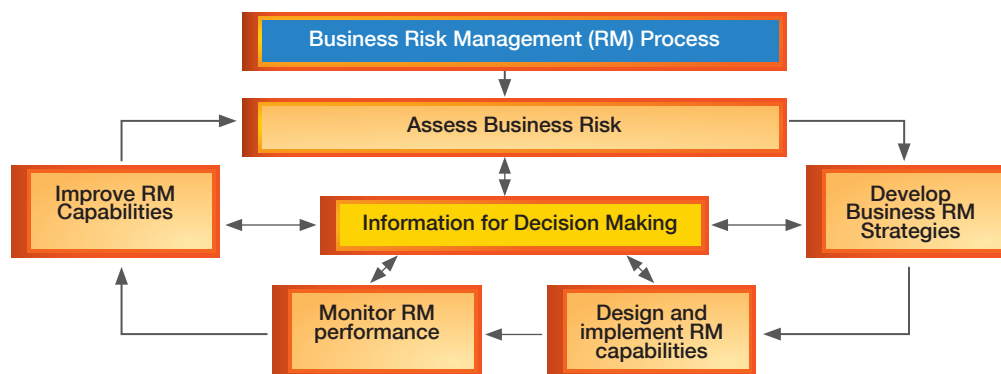 Business Risk Management (RM) Process
Assess Business Risk
Improve RM
Capabilities
Information for Decision Making
Develop
Business RM
Strategies
Monitor RM
performance
Design and
implement RM
capabilities